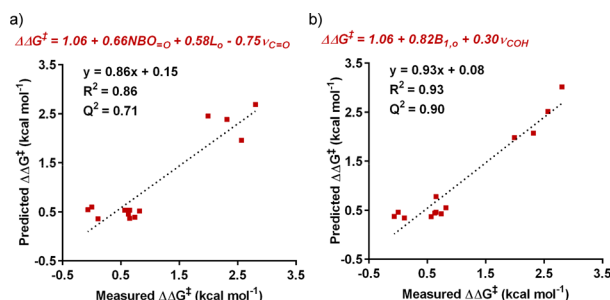 a)
ΔΔG‡ = 1.06 + 0.66NBO=O + 0.58Lo - 0.75νC=O
y = 0.86x + 0.15
R² = 0.86
Q² = 0.71
Predicted ΔΔG‡ (kcal mol⁻¹)
3.5
2.5
1.5
0.5
-0.5
-0.5 0.5 1.5 2.5 3.5
Measured ΔΔG‡ (kcal mol⁻¹)
b)
ΔΔG‡ = 1.06 + 0.82B1,o + 0.30νCOH
y = 0.93x + 0.08
R² = 0.93
Q² = 0.90
Predicted ΔΔG‡ (kcal mol⁻¹)
3.5
2.5
1.5
0.5
-0.5
-0.5 0.5 1.5 2.5 3.5
Measured ΔΔG‡ (kcal mol⁻¹)